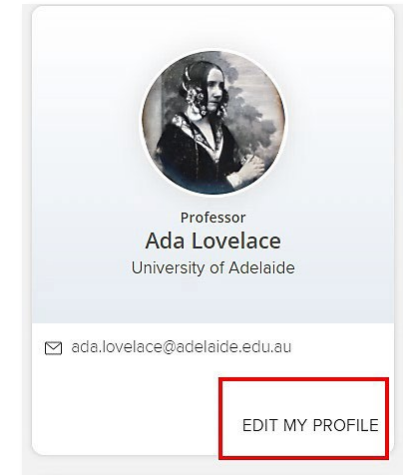 Professor
Ada Lovelace
University of Adelaide
ada.lovelace@adelaide.edu.au
EDIT MY PROFILE